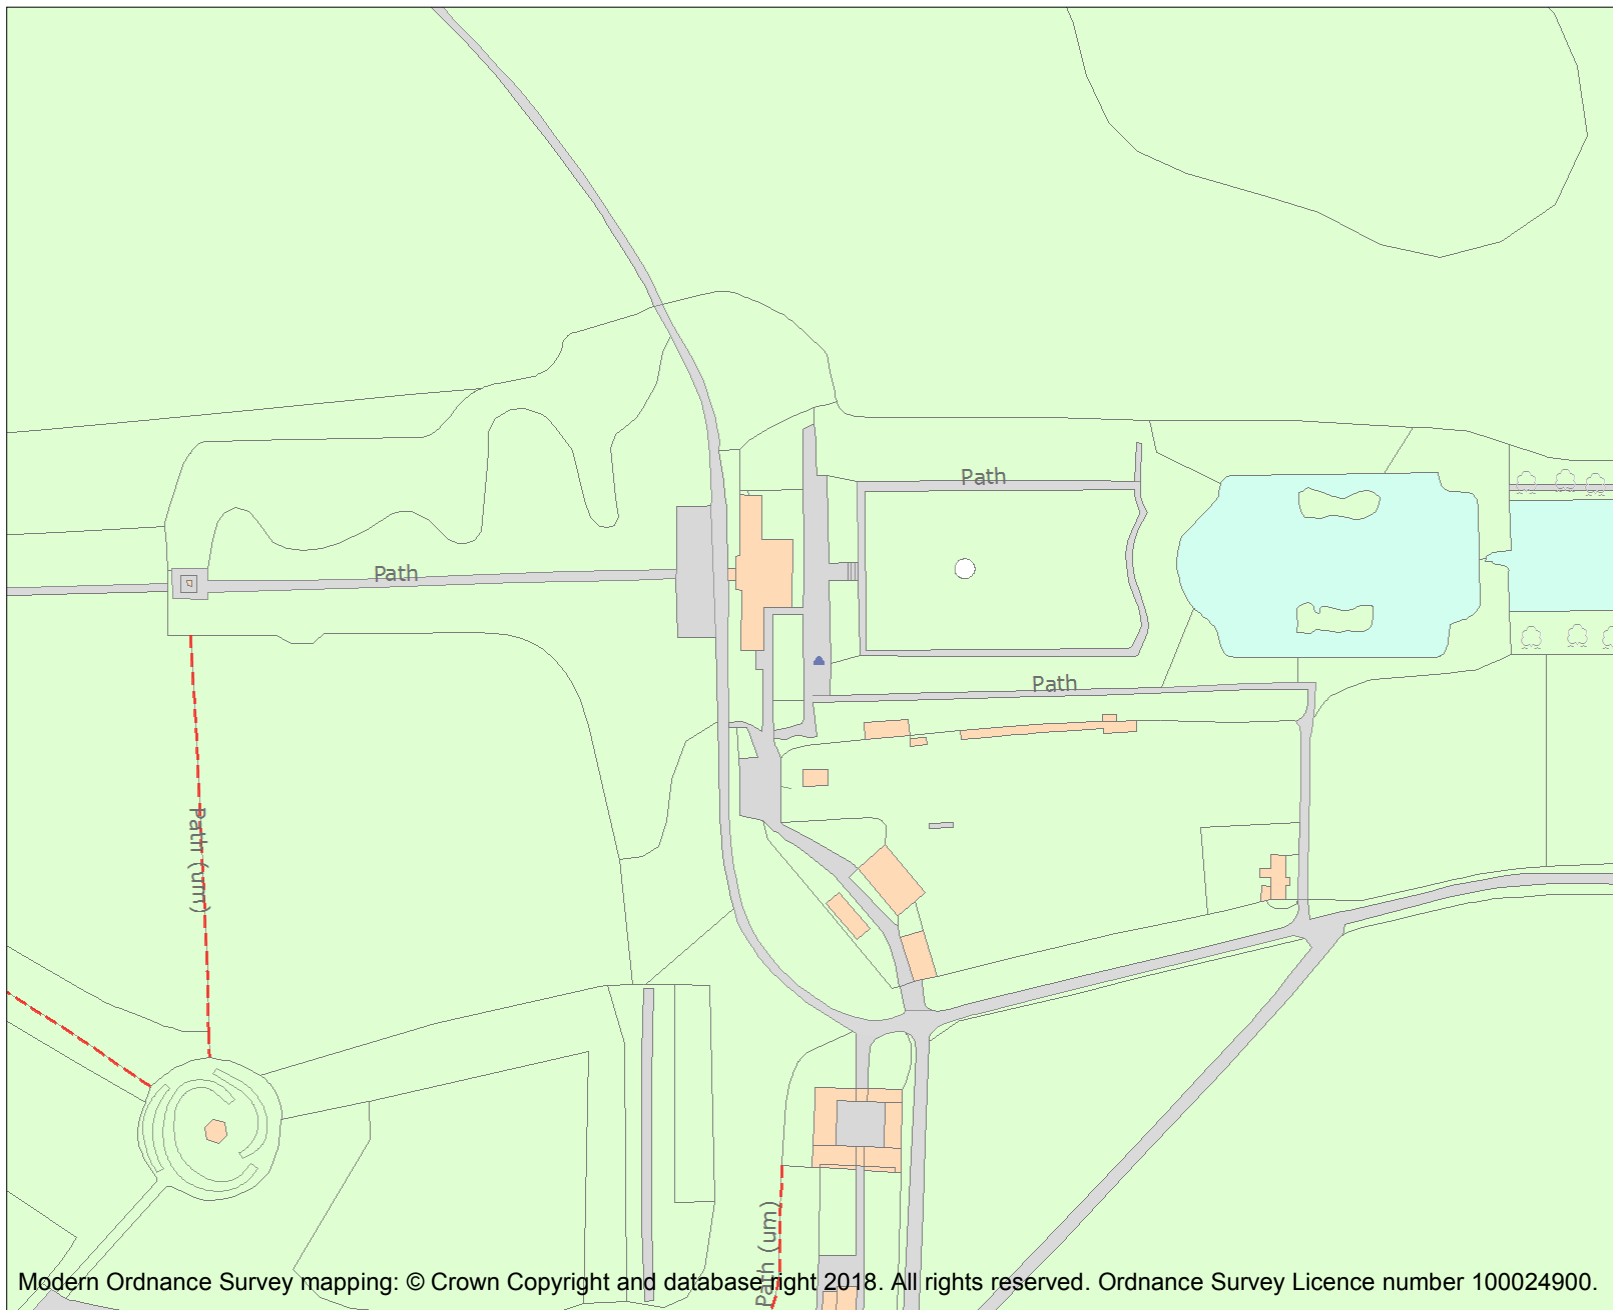 Path
Path
Path
Path (um)
Path (um)
Modern Ordnance Survey mapping: © Crown Copyright and database right 2018. All rights reserved. Ordnance Survey Licence number 100024900.